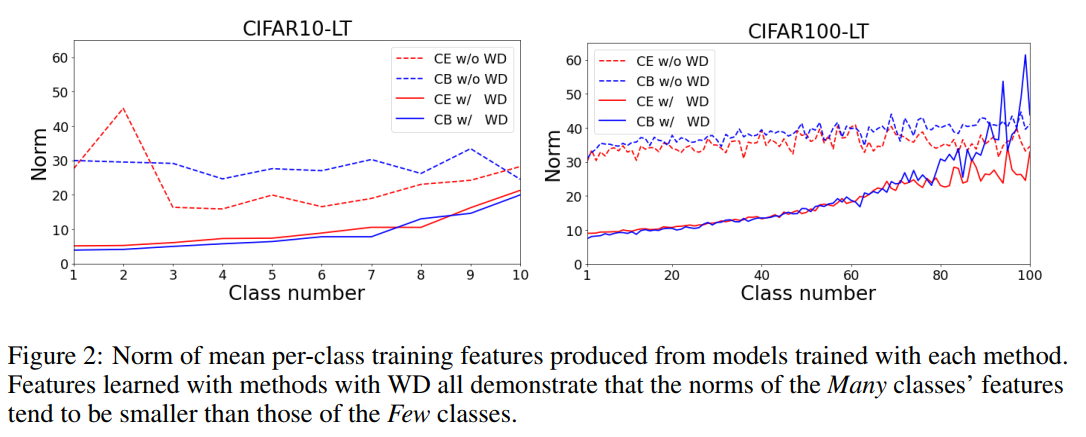 CIFAR10-LT
60
50
40
30
20
10
0
Norm
CE w/o WD
CB w/o WD
CE w/ WD
CB w/ WD
1 2 3 4 5 6 7 8 9 10
Class number
CIFAR100-LT
60
50
40
30
20
10
0
Norm
CE w/o WD
CB w/o WD
CE w/ WD
CB w/ WD
1 20 40 60 80 100
Class number
Figure 2: Norm of mean per-class training features produced from models trained with each method.
Features learned with methods with WD all demonstrate that the norms of the Many classes’ features
tend to be smaller than those of the Few classes.